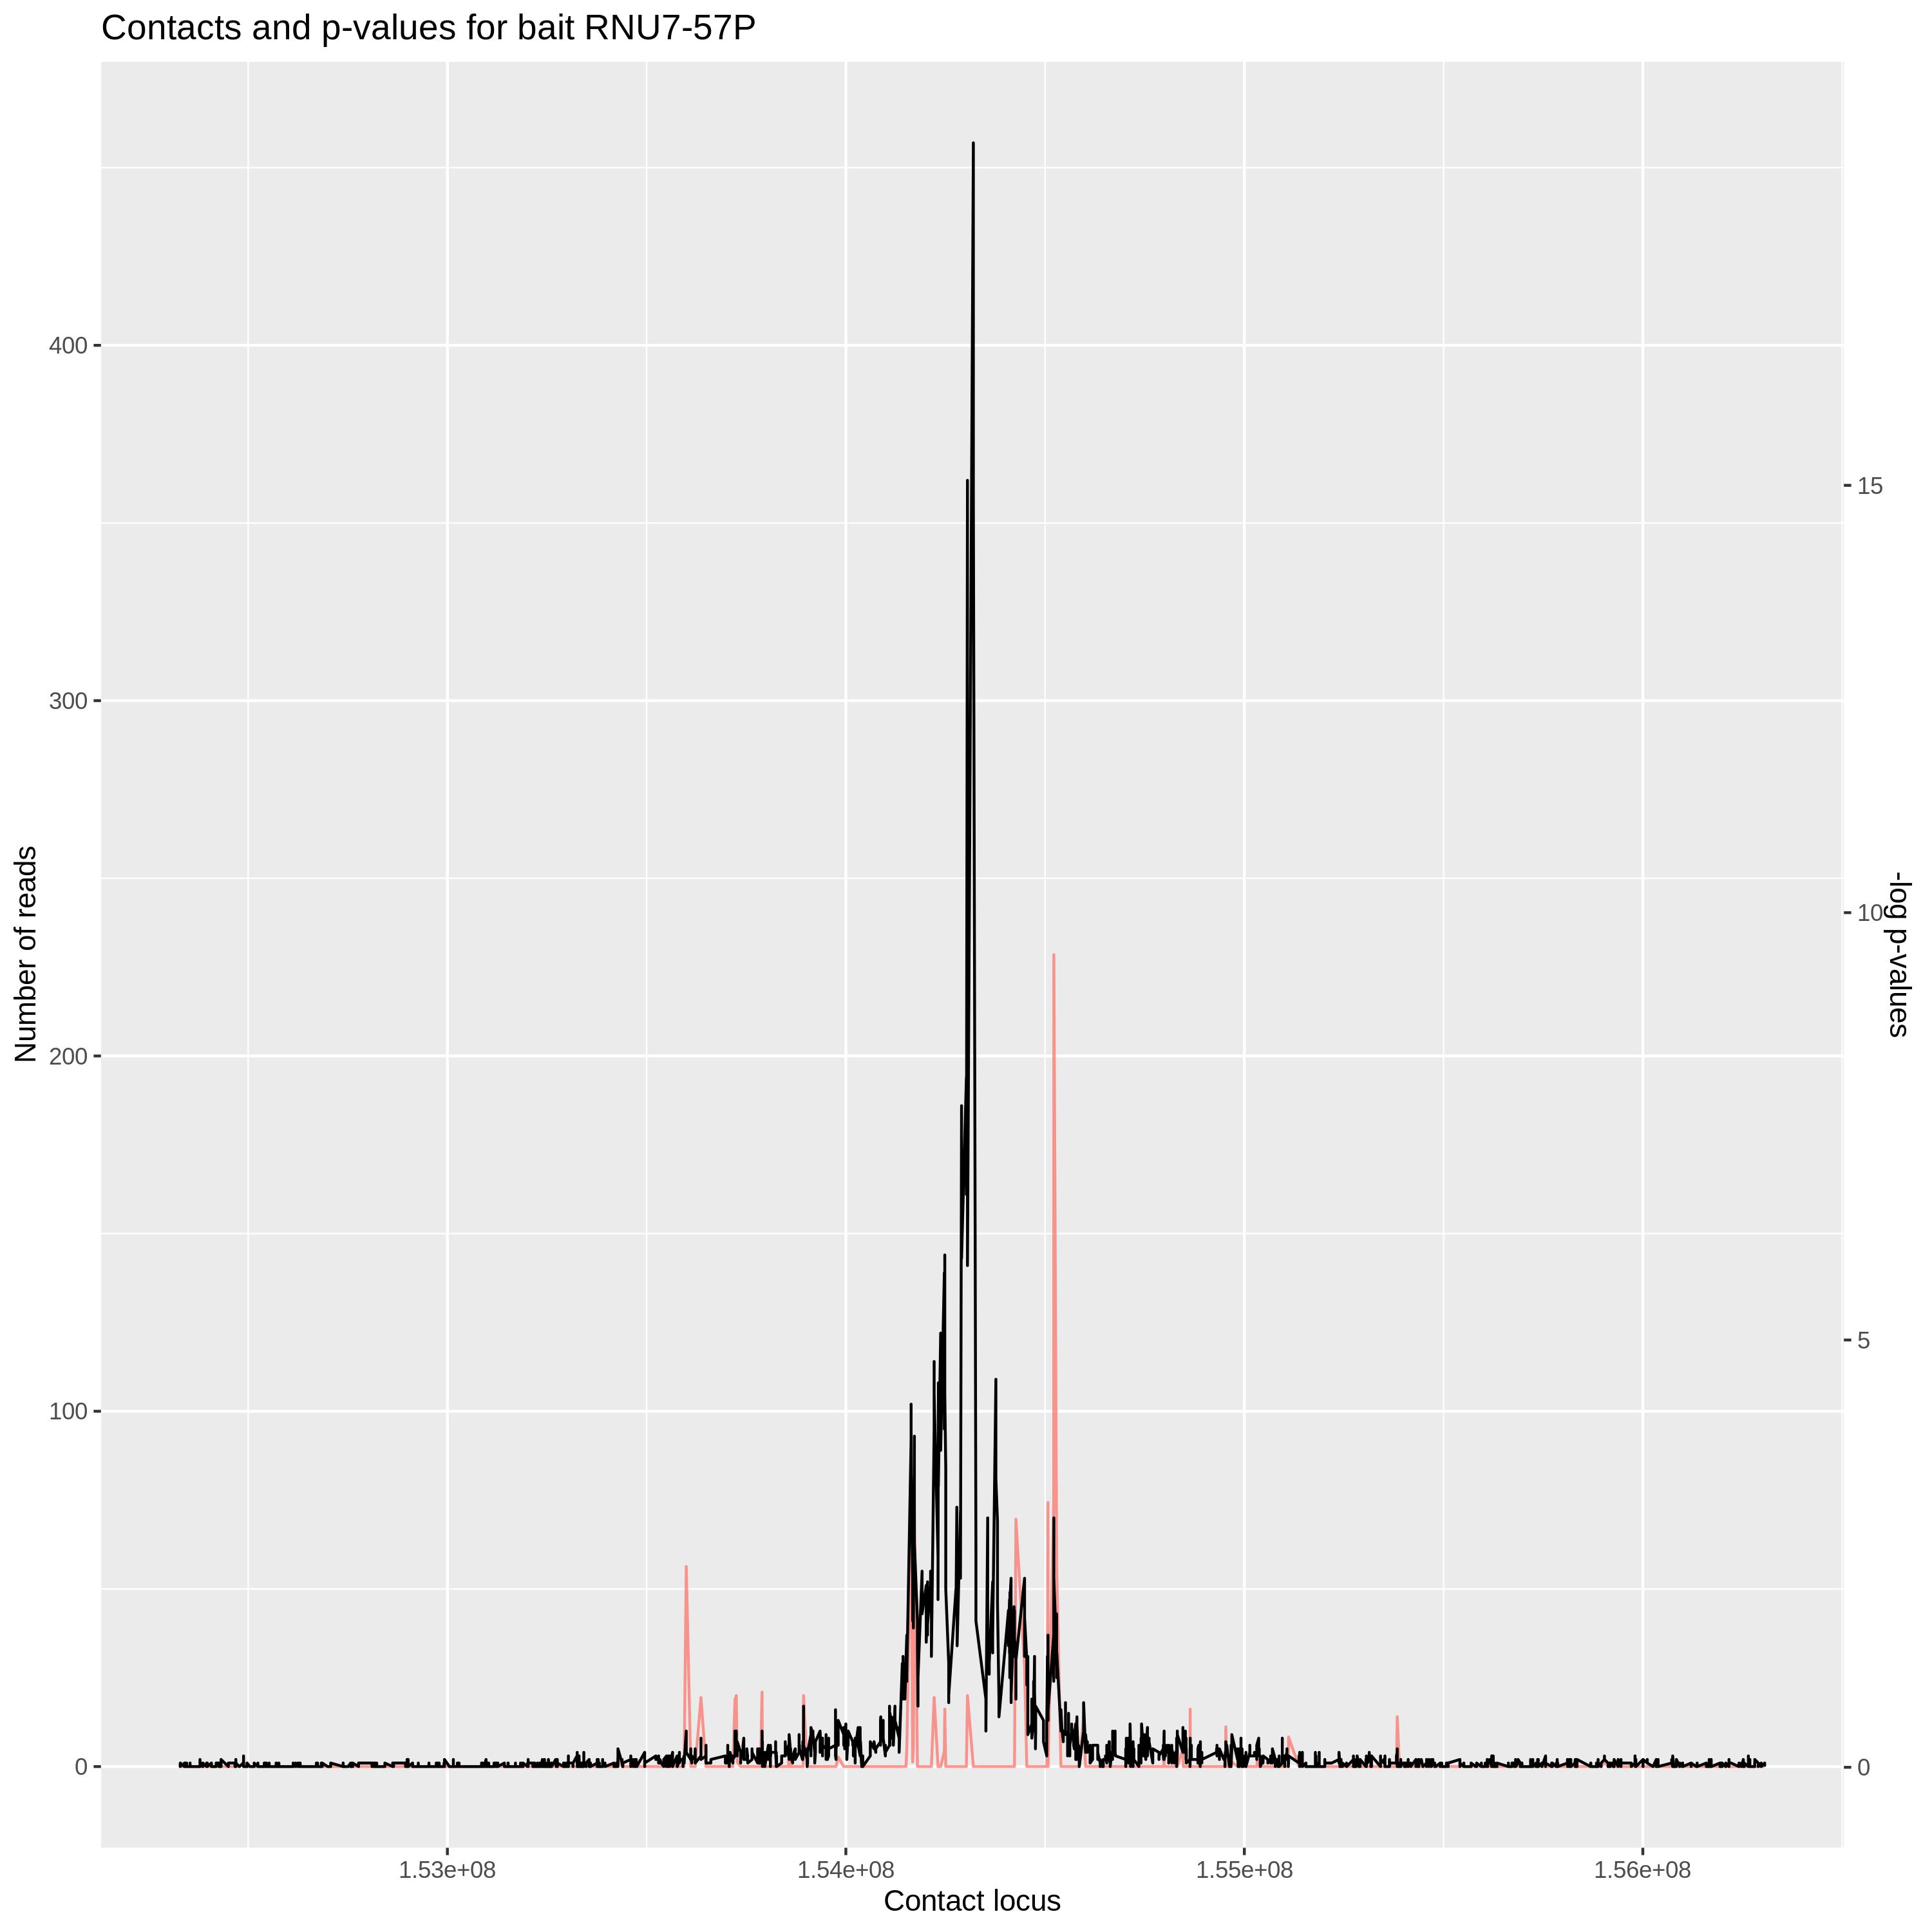 Contacts and p-values for bait RNU7-57P
400
300
200
100
0
Number of reads
15
10
5
0
-log p-values
1.53e+08
1.54e+08
1.55e+08
1.56e+08
Contact locus